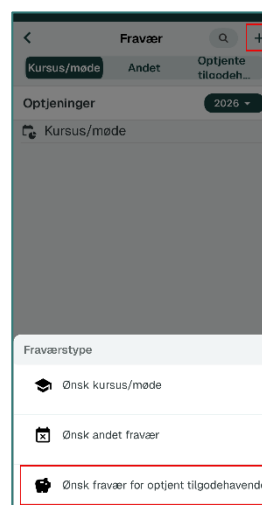 Fravær
Kursus/møde
Andet
Optjente
tilgodeh...
Optjeninger
2026
Kursus/møde
Fraværstype
Ønsk kursus/møde
Ønsk andet fravær
Ønsk fravær for optjent tilgodehavende